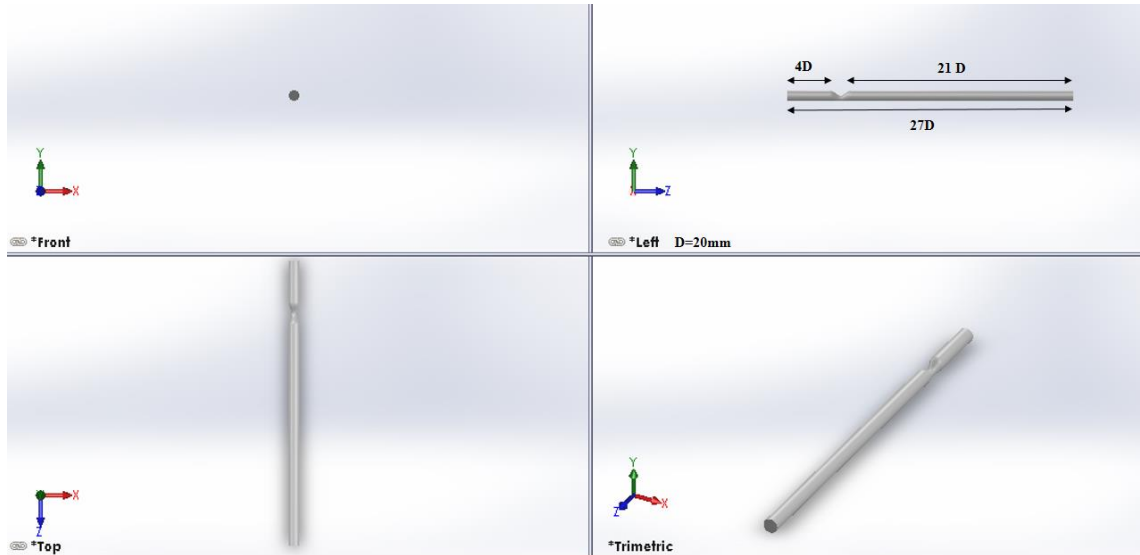 4D
21 D
27D
Y
X
*Front
Y
X
Z
*Left D=20mm
X
Z
*Top
Y
Z
X
*Trimetric